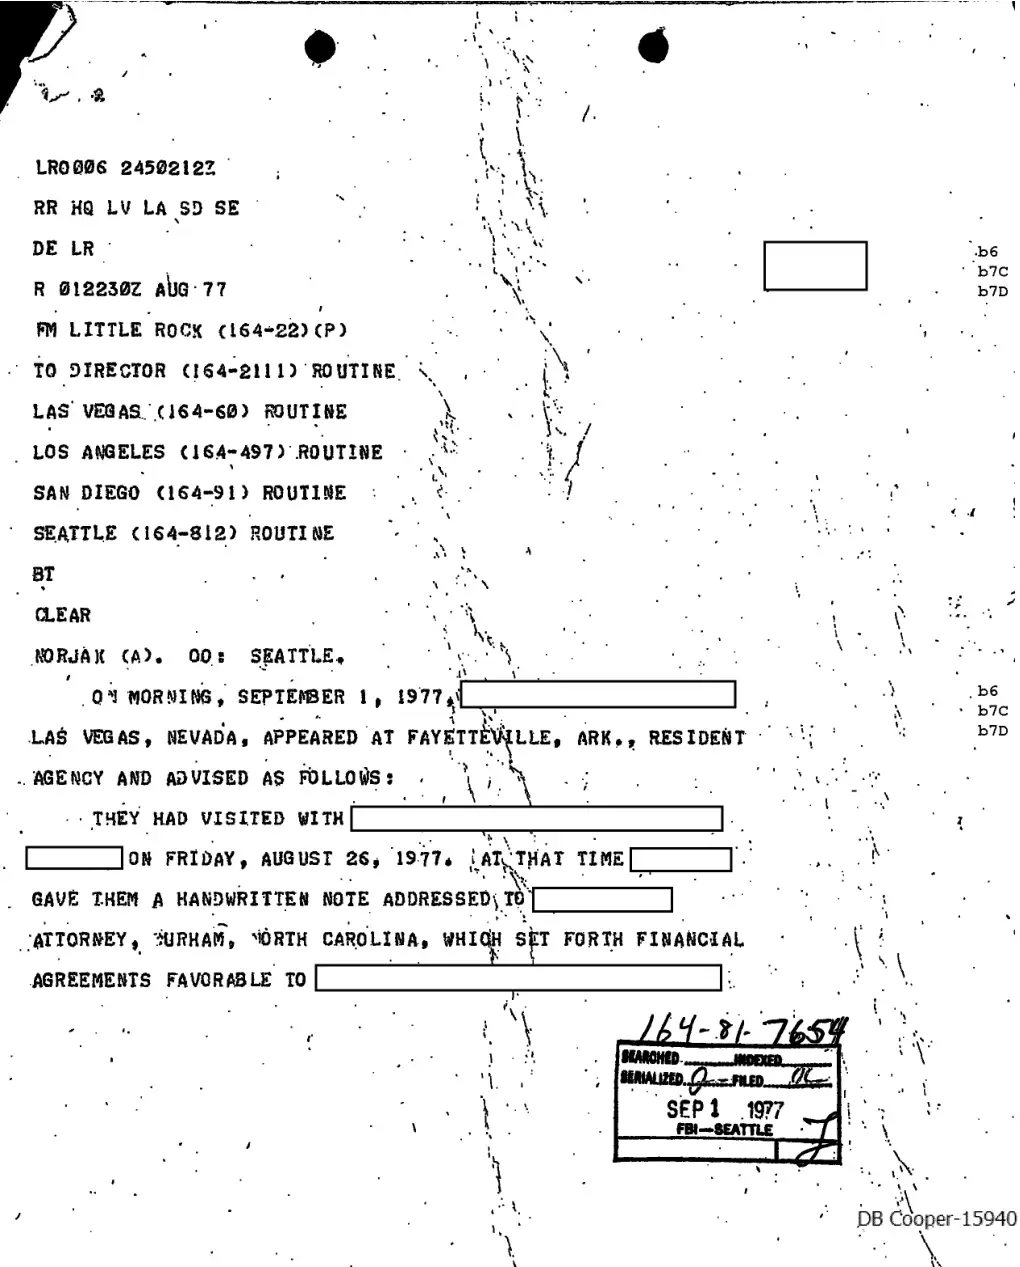 LR0006 2450212Z
RR HQ LV LA SD SE
DE LR
R 012230Z AUG 77
FM LITTLE ROCK (164-22)(P)
TO DIRECTOR (164-2111) ROUTINE
LAS VEGAS (164-60) ROUTINE
LOS ANGELES (164-497) ROUTINE
SAN DIEGO (164-91) ROUTINE
SEATTLE (164-812) ROUTINE
BT
CLEAR
NORJAK (A). OO: SEATTLE.
ON MORNING, SEPTEMBER 1, 1977,
LAS VEGAS, NEVADA, APPEARED AT FAYETTEVILLE, ARK., RESIDENT
AGENCY AND ADVISED AS FOLLOWS:
THEY HAD VISITED WITH
ON FRIDAY, AUGUST 26, 1977. AT THAT TIME
GAVE THEM A HANDWRITTEN NOTE ADDRESSED TO
ATTORNEY, DURHAM, NORTH CAROLINA, WHICH SET FORTH FINANCIAL
AGREEMENTS FAVORABLE TO
b6
b7C
b7D
b6
b7C
b7D
164-81-7654
SEARCHED INDEXED
SERIALIZED FILED
SEP 1 1977
FBI—SEATTLE
DB Cooper-15940